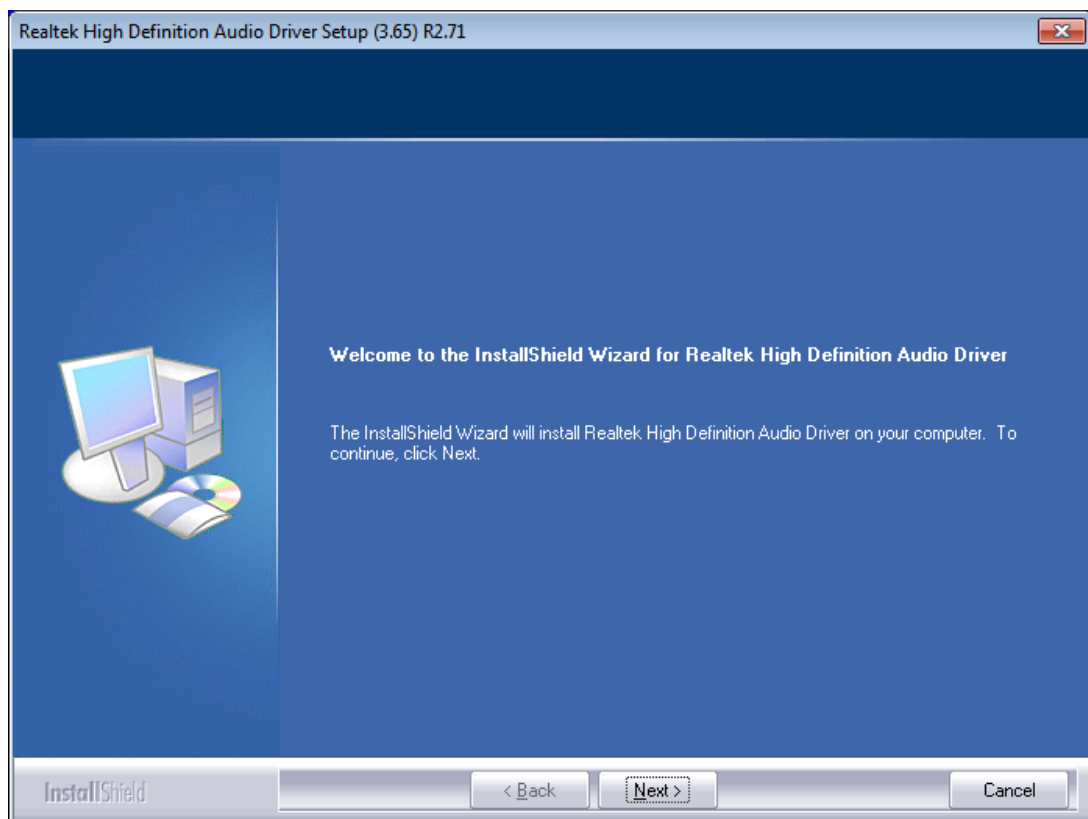 Realtek High Definition Audio Driver Setup (3.65) R2.71
Welcome to the InstallShield Wizard for Realtek High Definition Audio Driver
The InstallShield Wizard will install Realtek High Definition Audio Driver on your computer. To
continue, click Next.
InstallShield
< Back
Next >
Cancel